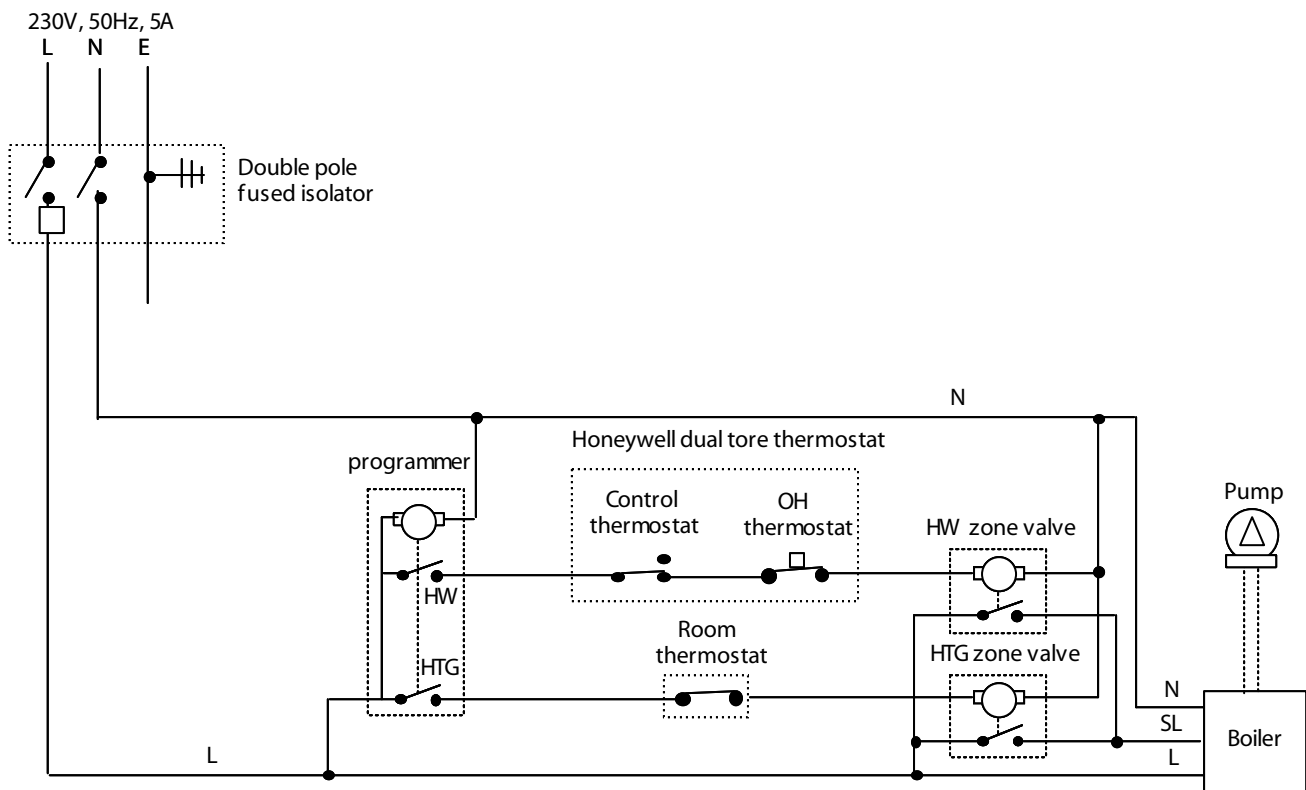 230V, 50Hz, 5A
L N E
Double pole
fused isolator
N
Honeywell dual tore thermostat
programmer
Control
thermostat
OH
thermostat
HW zone valve
Pump
HW
Room
thermostat
HTG zone valve
HTG
N
SL
L
Boiler
L